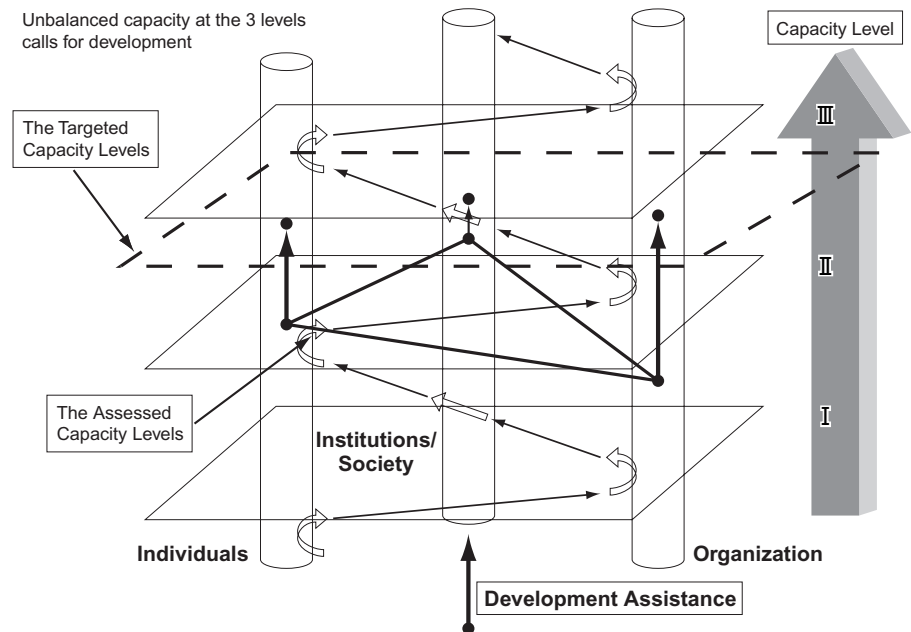 Unbalanced capacity at the 3 levels
calls for development
Capacity Level
The Targeted
Capacity Levels
Ⅲ
Ⅱ
The Assessed
Capacity Levels
Ⅰ
Institutions/
Society
Individuals
Organization
Development Assistance